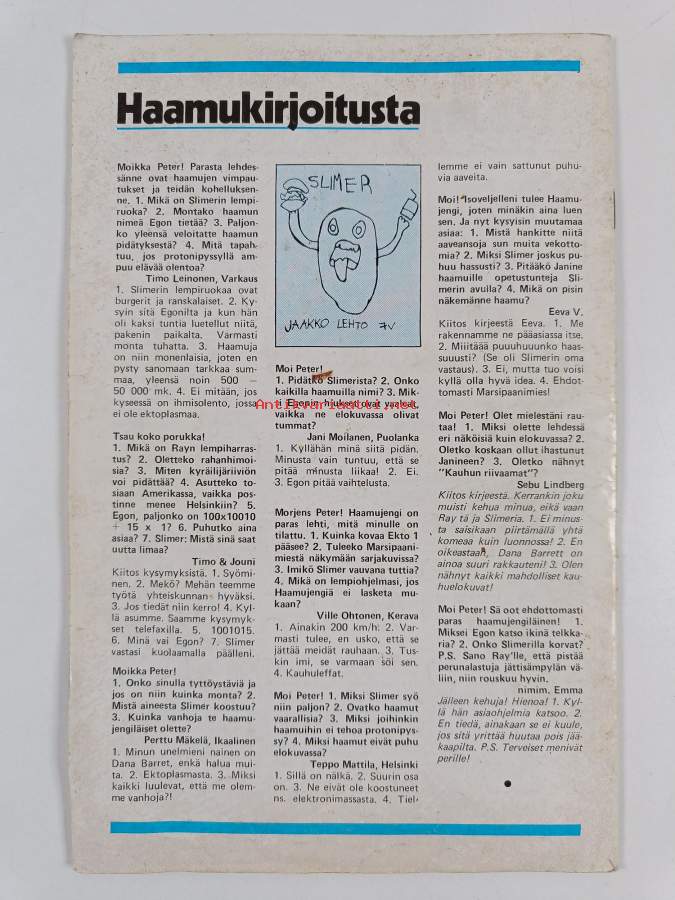 Haamukirjoitusta
Moikka Peter! Parasta lehdes-
sänne ovat haamujen vimpau-
tukset ja teidän kohelluksen-
ne. 1. Mikä on Slimerin lempi-
ruoka? 2. Montako haamun
nimeä Egon tietää? 3. Paljon-
ko yleensä veloitatte haamun
pidätyksestä? 4. Mitä tapah-
tuu, jos protonipyssyllä am-
puu elävää olentoa?
Timo Leinonen, Varkaus
1. Slimerin lempiruokaa ovat
burgerit ja ranskalaiset. 2. Ky-
syin sitä Egonilta ja kun hän
oli kaksi tuntia luetellut niitä,
pakenin paikalta. Varmasti
monta tuhatta. 3. Haamuja
on niin monenlaisia, joten en
pysty sanomaan tarkkaa sum-
maa, yleensä noin 500 –
50 000 mk. 4. Ei mitään, jos
kyseessä on ihmisolento, jossa
ei ole ektoplasmaa.
Tsau koko porukka!
1. Mikä on Rayn lempiharras-
tus? 2. Oletteko rahanhimoi-
sia? 3. Miten kyräilijäriiviön
voi pidättää? 4. Asutteko to-
siaan Amerikassa, vaikka pos-
tinne menee Helsinkiin? 5.
Egon, paljonko on 100x10010
+ 15 x 1? 6. Puhutko aina
asiaa? 7. Slimer: Mistä sinä saat
uutta limaa?
Timo & Jouni
Kiitos kysymyksistä. 1. Syömi-
nen. 2. Mekö? Mehän teemme
työtä yhteiskunnan hyväksi.
3. Jos tiedät niin kerro! 4. Kyl-
lä asumme. Saamme kysymyk-
set telefaxilla. 5. 1001015.
6. Minä vai Egon? 7. Slimer
vastasi kuolaamalla päälleni.
Moikka Peter!
1. Onko sinulla tyttöystäviä ja
jos on niin kuinka monta? 2.
Mistä aineesta Slimer koostuu?
3. Kuinka vanhoja te haamu-
jengiläiset olette?
Perttu Mäkelä, Ikaalinen
1. Minun unelmieni nainen on
Dana Barret, enkä halua mui-
ta. 2. Ektoplasmasta. 3. Miksi
kaikki luulevat, että me olem-
me vanhoja?!
SLIMER
JAAKKO LEHTO 7V
Moi Peter!
1. Pidätkö Slimerista? 2. Onko
kaikilla haamuilla nimi? 3. Mik-
si Egonin hiukset ovat vaaleat,
vaikka ne elokuvassa olivat
tummat?
Jani Moilanen, Puolanka
1. Kyllähän minä siitä pidän.
Minusta vain tuntuu, että se
pitää minusta liikaa! 2. Ei.
3. Egon pitää vaihtelusta.
Morjens Peter! Haamujengi on
paras lehti, mitä minulle on
tilattu. 1. Kuinka kovaa Ekto 1
pääsee? 2. Tuleeko Marsipaani-
miestä näkymään sarjakuvissa?
3. Imikö Slimer vauvana tuttia?
4. Mikä on lempiohjelmasi, jos
Haamujengiä ei lasketa mu-
kaan?
Ville Ohtonen, Kerava
1. Ainakin 200 km/h. 2. Var-
masti tulee, en usko, että se
jättää meidät rauhaan. 3. Tus-
kin imi, se varmaan söi sen.
4. Kauhuleffat.
Moi Peter! 1. Miksi Slimer syö
niin paljon? 2. Ovatko haamut
vaarallisia? 3. Miksi joihinkin
haamuihin ei tehoa protonipys-
sy? 4. Miksi haamut eivät puhu
elokuvassa?
Teppo Mattila, Helsinki
1. Sillä on nälkä. 2. Suurin osa
on. 3. Ne eivät ole koostuneet
ns. elektronimassasta. 4. Tiel-
lemme ei vain sattunut puhu-
via aaveita.
Moi! Isoveljelleni tulee Haamu-
jengi, joten minäkin aina luen
sen. Ja nyt kysyisin muutamaa
asiaa: 1. Mistä hankitte niitä
aaveansoja sun muita vekotto-
mia? 2. Miksi Slimer joskus pu-
huu hassusti? 3. Pitääkö Janine
haamuille opetustunteja Sli-
merin avulla? 4. Mikä on pisin
näkemänne haamu?
Eeva V.
Kiitos kirjeestä Eeva. 1. Me
rakennamme ne pääasiassa itse.
2. Miiitäää puuuhuuunko haas-
suuusti? (Se oli Slimerin oma
vastaus). 3. Ei, mutta tuo voisi
kyllä olla hyvä idea. 4. Ehdot-
tomasti Marsipaanimies!
Moi Peter! Olet mielestäni rau-
taa! 1. Miksi olette lehdessä
eri näköisiä kuin elokuvassa? 2.
Oletko koskaan ollut ihastunut
Janineen? 3. Oletko nähnyt
"Kauhun riivaamat"?
Sebu Lindberg
Kiitos kirjeestä. Kerrankin joku
muisti kehua minua, eikä vaan
Ray tä ja Slimeria. 1. Ei minus-
ta saisikaan piirtämällä yhtä
komeaa kuin luonnossa! 2. En
oikeastaan, Dana Barrett on
ainoa suuri rakkauteni! 3. Olen
nähnyt kaikki mahdolliset kau-
huelokuvat!
Moi Peter! Sä oot ehdottomasti
paras haamujengiläinen! 1.
Miksei Egon katso ikinä telkka-
ria? 2. Onko Slimerilla korvat?
P.S. Sano Ray'lle, että pistää
perunalastuja jättisämpylän vä-
liin, niin rouskuu hyvin.
nimim. Emma
Jälleen kehuja! Hienoa! 1. Kyl-
lä hän asiaohjelmia katsoo. 2.
En tiedä, ainakaan se ei kuule,
jos sitä yrittää huutaa pois jää-
kaapilta. P.S. Terveiset menivät
perille!
Antikvariaatti.net